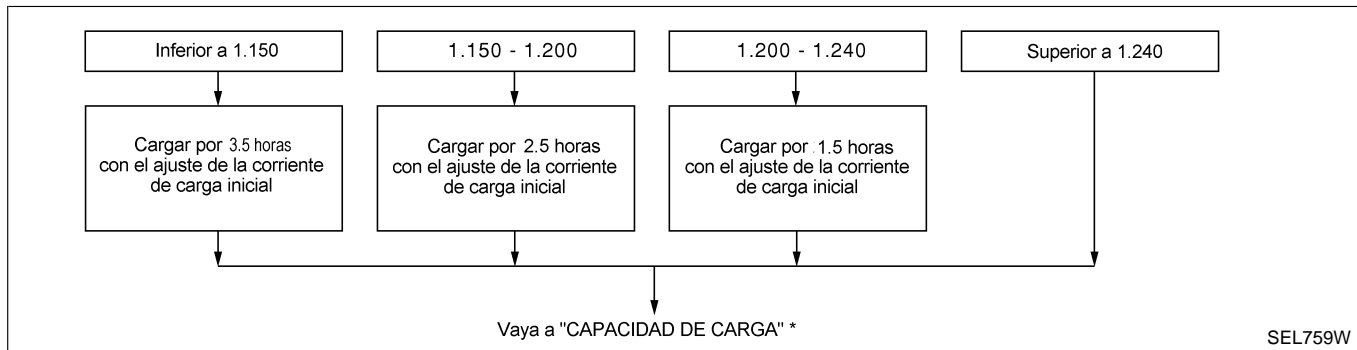 Inferior a 1.150
1.150 - 1.200
1.200 - 1.240
Superior a 1.240
Cargar por 3.5 horas
con el ajuste de la corriente
de carga inicial
Cargar por 2.5 horas
con el ajuste de la corriente
de carga inicial
Cargar por 1.5 horas
con el ajuste de la corriente
de carga inicial
Vaya a "CAPACIDAD DE CARGA" *
SEL759W